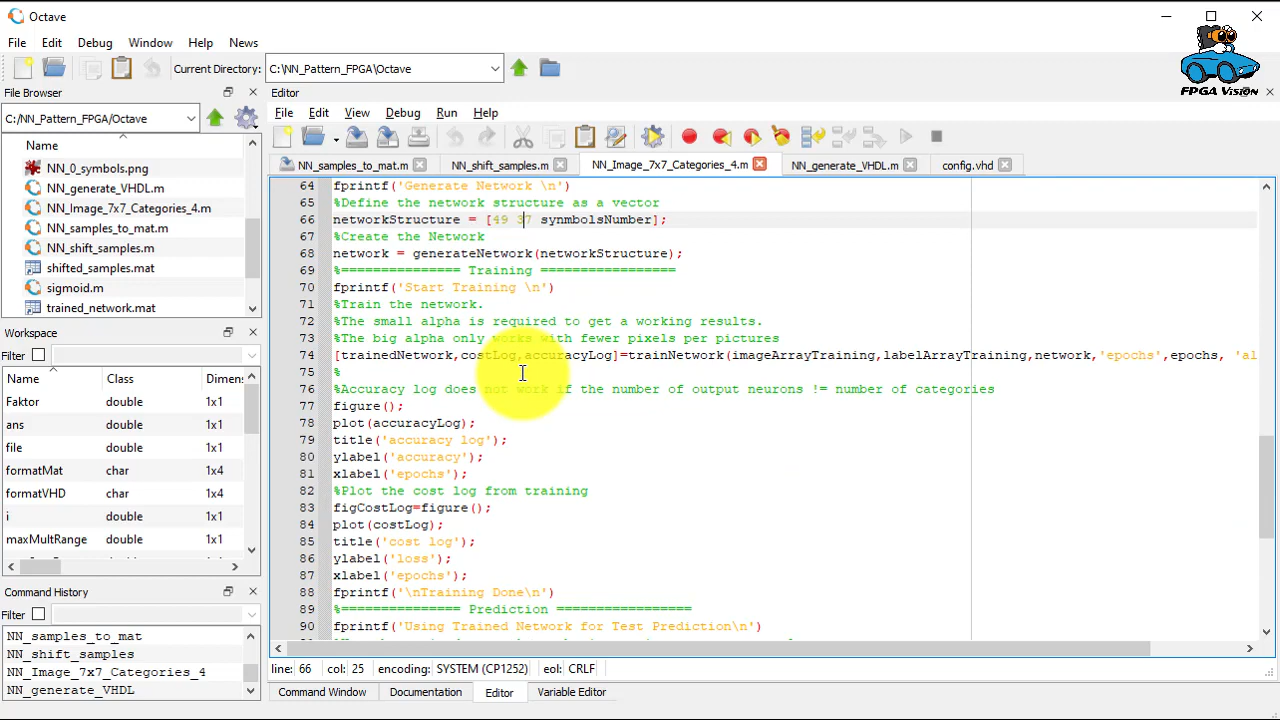 Octave
File Edit Debug Window Help News
Current Directory: C:\NN_Pattern_FPGA\Octave
FPGA Vision
File Browser
C:/NN_Pattern_FPGA/Octave
Name
NN_0_symbols.png
NN_generate_VHDL.m
NN_Image_7x7_Categories_4.m
NN_samples_to_mat.m
NN_shift_samples.m
shifted_samples.mat
sigmoid.m
trained_network.mat
Workspace
Filter
Name Class Dimens
Faktor double 1x1
ans double 1x1
file double 1x1
formatMat char 1x4
formatVHD char 1x4
i double 1x1
maxMultRange double 1x1
Command History
Filter
NN_samples_to_mat
NN_shift_samples
NN_Image_7x7_Categories_4
NN_generate_VHDL
Editor
File Edit View Debug Run Help
NN_samples_to_mat.m NN_shift_samples.m NN_Image_7x7_Categories_4.m NN_generate_VHDL.m config.vhd
64 fprintf('Generate Network \n')
65 %Define the network structure as a vector
66 networkStructure = [49 37 synmbolsNumber];
67 %Create the Network
68 network = generateNetwork(networkStructure);
69 %=============== Training =================
70 fprintf('Start Training \n')
71 %Train the network.
72 %The small alpha is required to get a working results.
73 %The big alpha only works with fewer pixels per pictures
74 [trainedNetwork,costLog,accuracyLog]=trainNetwork(imageArrayTraining,labelArrayTraining,network,'epochs',epochs, 'al
75 %
76 %Accuracy log does not work if the number of output neurons != number of categories
77 figure();
78 plot(accuracyLog);
79 title('accuracy log');
80 ylabel('accuracy');
81 xlabel('epochs');
82 %Plot the cost log from training
83 figCostLog=figure();
84 plot(costLog);
85 title('cost log');
86 ylabel('loss');
87 xlabel('epochs');
88 fprintf('\nTraining Done\n')
89 %=============== Prediction =================
90 fprintf('Using Trained Network for Test Prediction\n')
line: 66 col: 25 encoding: SYSTEM (CP1252) eol: CRLF
Command Window Documentation Editor Variable Editor